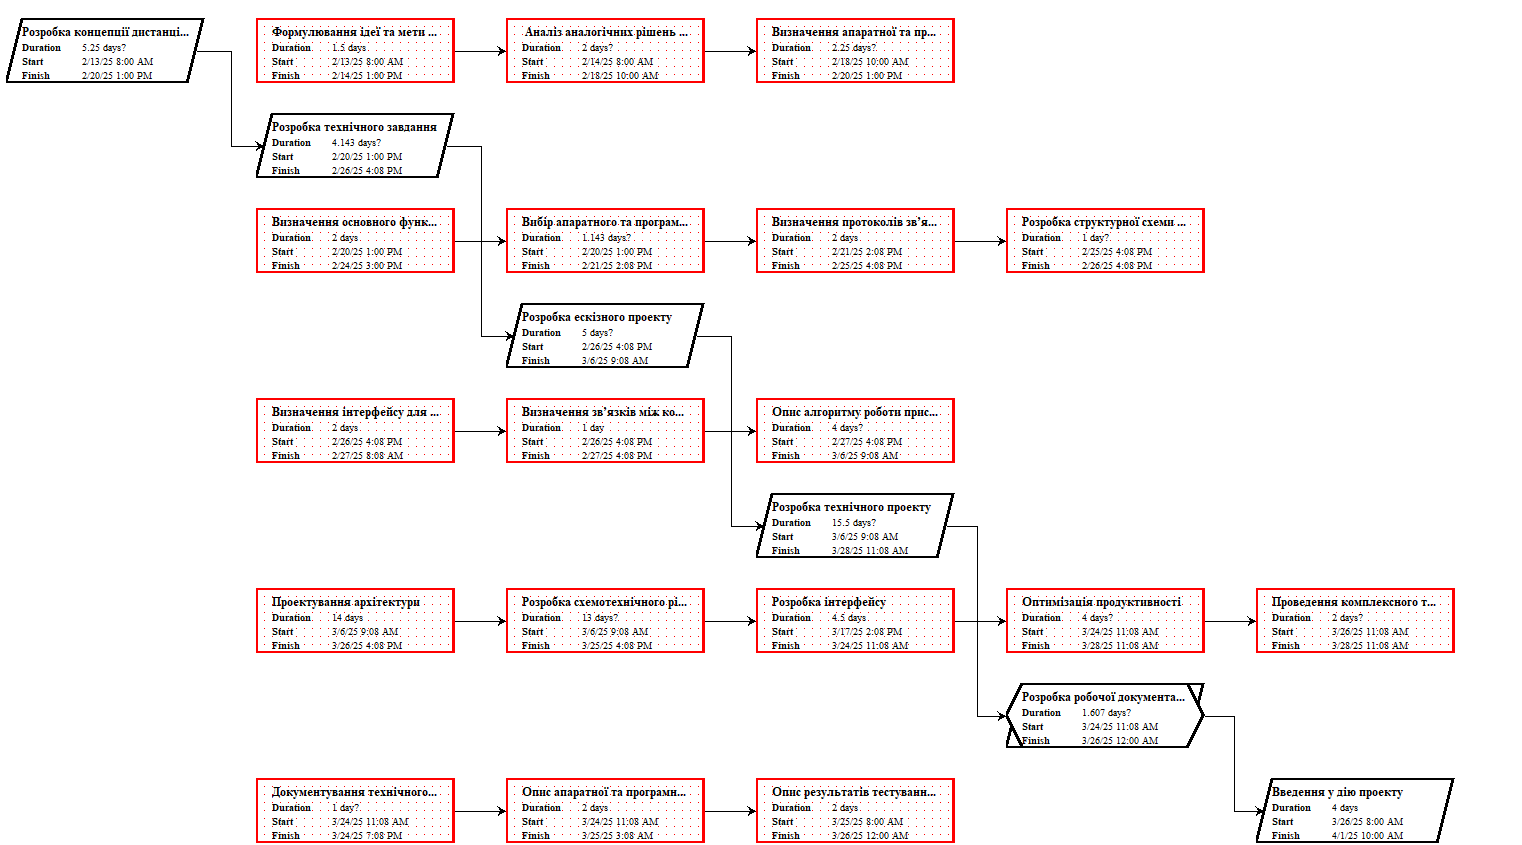 Розробка концепції дистанці...
Duration 5.25 days?
Start 2/13/25 8:00 AM
Finish 2/20/25 1:00 PM
Формулювання ідеї та мети ...
Duration 1.5 days
Start 2/13/25 8:00 AM
Finish 2/14/25 1:00 PM
Аналіз аналогічних рішень ...
Duration 2 days?
Start 2/14/25 8:00 AM
Finish 2/18/25 10:00 AM
Визначення апаратної та пр...
Duration 2.25 days?
Start 2/18/25 10:00 AM
Finish 2/20/25 1:00 PM
Розробка технічного завдання
Duration 4.143 days?
Start 2/20/25 1:00 PM
Finish 2/26/25 4:08 PM
Визначення основного функ...
Duration 2 days
Start 2/20/25 1:00 PM
Finish 2/24/25 3:00 PM
Вибір апаратного та програм...
Duration 1.143 days?
Start 2/20/25 1:00 PM
Finish 2/21/25 2:08 PM
Визначення протоколів зв'я...
Duration 2 days
Start 2/21/25 2:08 PM
Finish 2/25/25 4:08 PM
Розробка структурної схеми ...
Duration 1 day?
Start 2/25/25 4:08 PM
Finish 2/26/25 4:08 PM
Розробка ескізного проекту
Duration 5 days?
Start 2/26/25 4:08 PM
Finish 3/6/25 9:08 AM
Визначення інтерфейсу для ...
Duration 2 days
Start 2/26/25 4:08 PM
Finish 2/27/25 8:08 AM
Визначення зв'язків між ко...
Duration 1 day
Start 2/26/25 4:08 PM
Finish 2/27/25 4:08 PM
Опис алгоритму роботи прис...
Duration 4 days?
Start 2/27/25 4:08 PM
Finish 3/6/25 9:08 AM
Розробка технічного проекту
Duration 15.5 days?
Start 3/6/25 9:08 AM
Finish 3/28/25 11:08 AM
Проектування архітектури
Duration 14 days
Start 3/6/25 9:08 AM
Finish 3/26/25 4:08 PM
Розробка схемотехнічного рі...
Duration 13 days?
Start 3/6/25 9:08 AM
Finish 3/25/25 4:08 PM
Розробка інтерфейсу
Duration 4.5 days
Start 3/17/25 2:08 PM
Finish 3/24/25 11:08 AM
Оптимізація продуктивності
Duration 4 days?
Start 3/24/25 11:08 AM
Finish 3/28/25 11:08 AM
Проведення комплексного т...
Duration 2 days?
Start 3/26/25 11:08 AM
Finish 3/28/25 11:08 AM
Розробка робочої документа...
Duration 1.607 days?
Start 3/24/25 11:08 AM
Finish 3/26/25 12:00 AM
Документування технічного...
Duration 1 day?
Start 3/24/25 11:08 AM
Finish 3/24/25 7:08 PM
Опис апаратної та програмн...
Duration 2 days
Start 3/24/25 11:08 AM
Finish 3/25/25 3:08 AM
Опис результатів тестуванн...
Duration 2 days
Start 3/25/25 8:00 AM
Finish 3/26/25 12:00 AM
Введення у дію проекту
Duration 4 days
Start 3/26/25 8:00 AM
Finish 4/1/25 10:00 AM